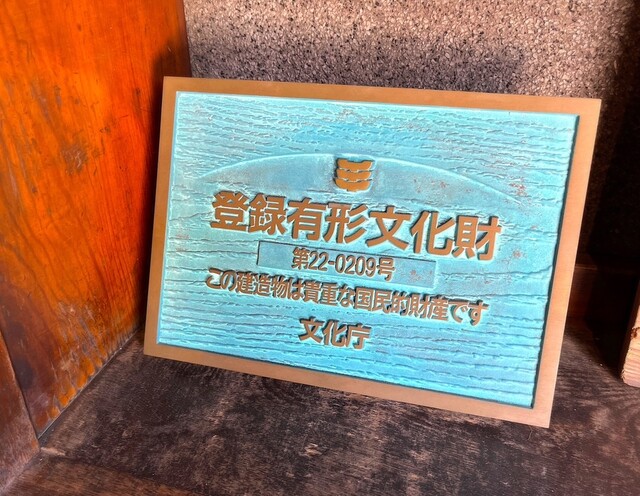 登録有形文化財
第22-0209号
この建造物は貴重な国民的財産です
文化庁